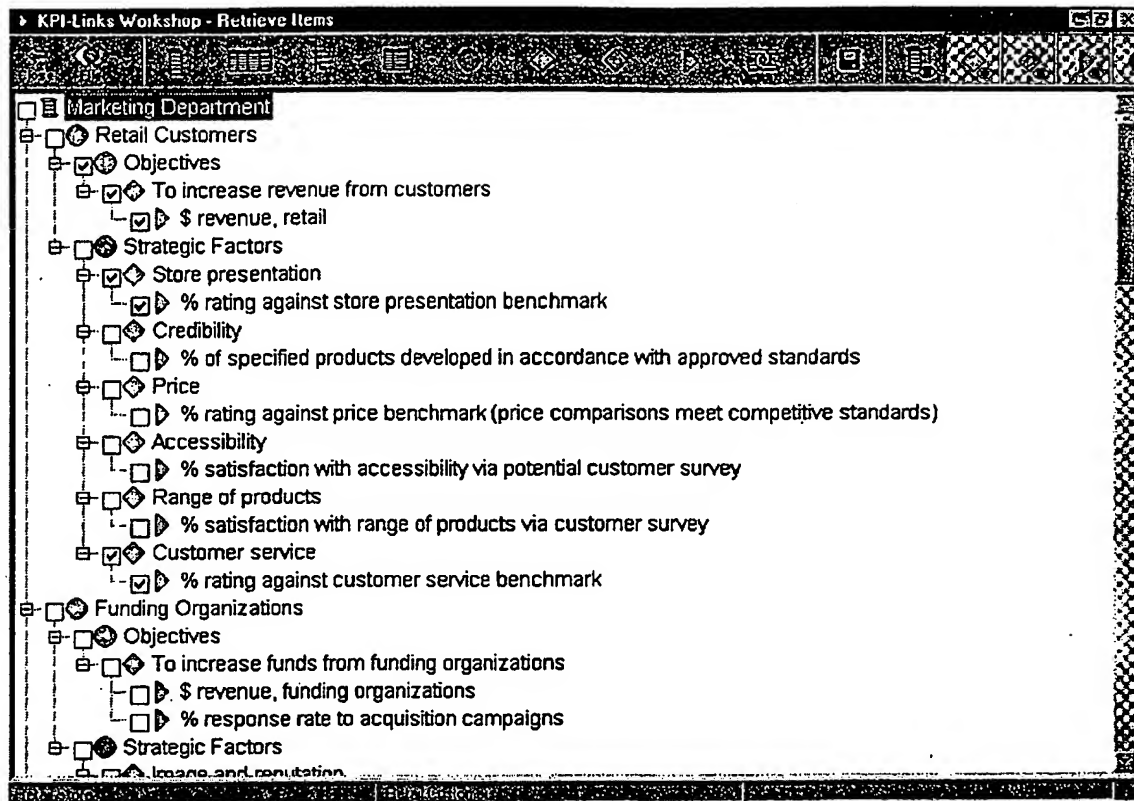 KPI-Links Workshop - Retrieve Items
Marketing Department
Retail Customers
Objectives
To increase revenue from customers
$ revenue, retail
Strategic Factors
Store presentation
% rating against store presentation benchmark
Credibility
% of specified products developed in accordance with approved standards
Price
% rating against price benchmark (price comparisons meet competitive standards)
Accessibility
% satisfaction with accessibility via potential customer survey
Range of products
% satisfaction with range of products via customer survey
Customer service
% rating against customer service benchmark
Funding Organizations
Objectives
To increase funds from funding organizations
$ revenue, funding organizations
% response rate to acquisition campaigns
Strategic Factors
Image and reputation